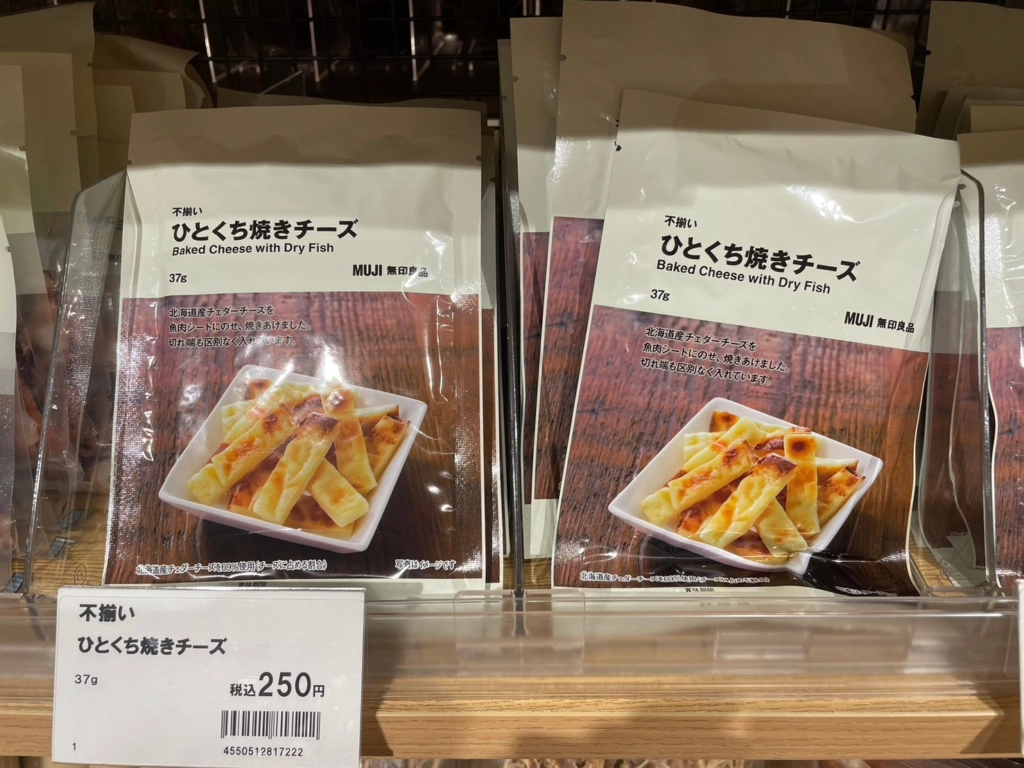 不揃い
ひとくち焼きチーズ
Baked Cheese with Dry Fish
37g
MUJI 無印良品
北海道産チェダーチーズを
魚肉シートにのせ、焼きあげました。
切れ端も区別なく入れています。
写真はイメージです
不揃い
ひとくち焼きチーズ
Baked Cheese with Dry Fish
37g
MUJI 無印良品
北海道産チェダーチーズを
魚肉シートにのせ、焼きあげました。
切れ端も区別なく入れています。
不揃い
ひとくち焼きチーズ
37g
税込250円
4550512817222
1